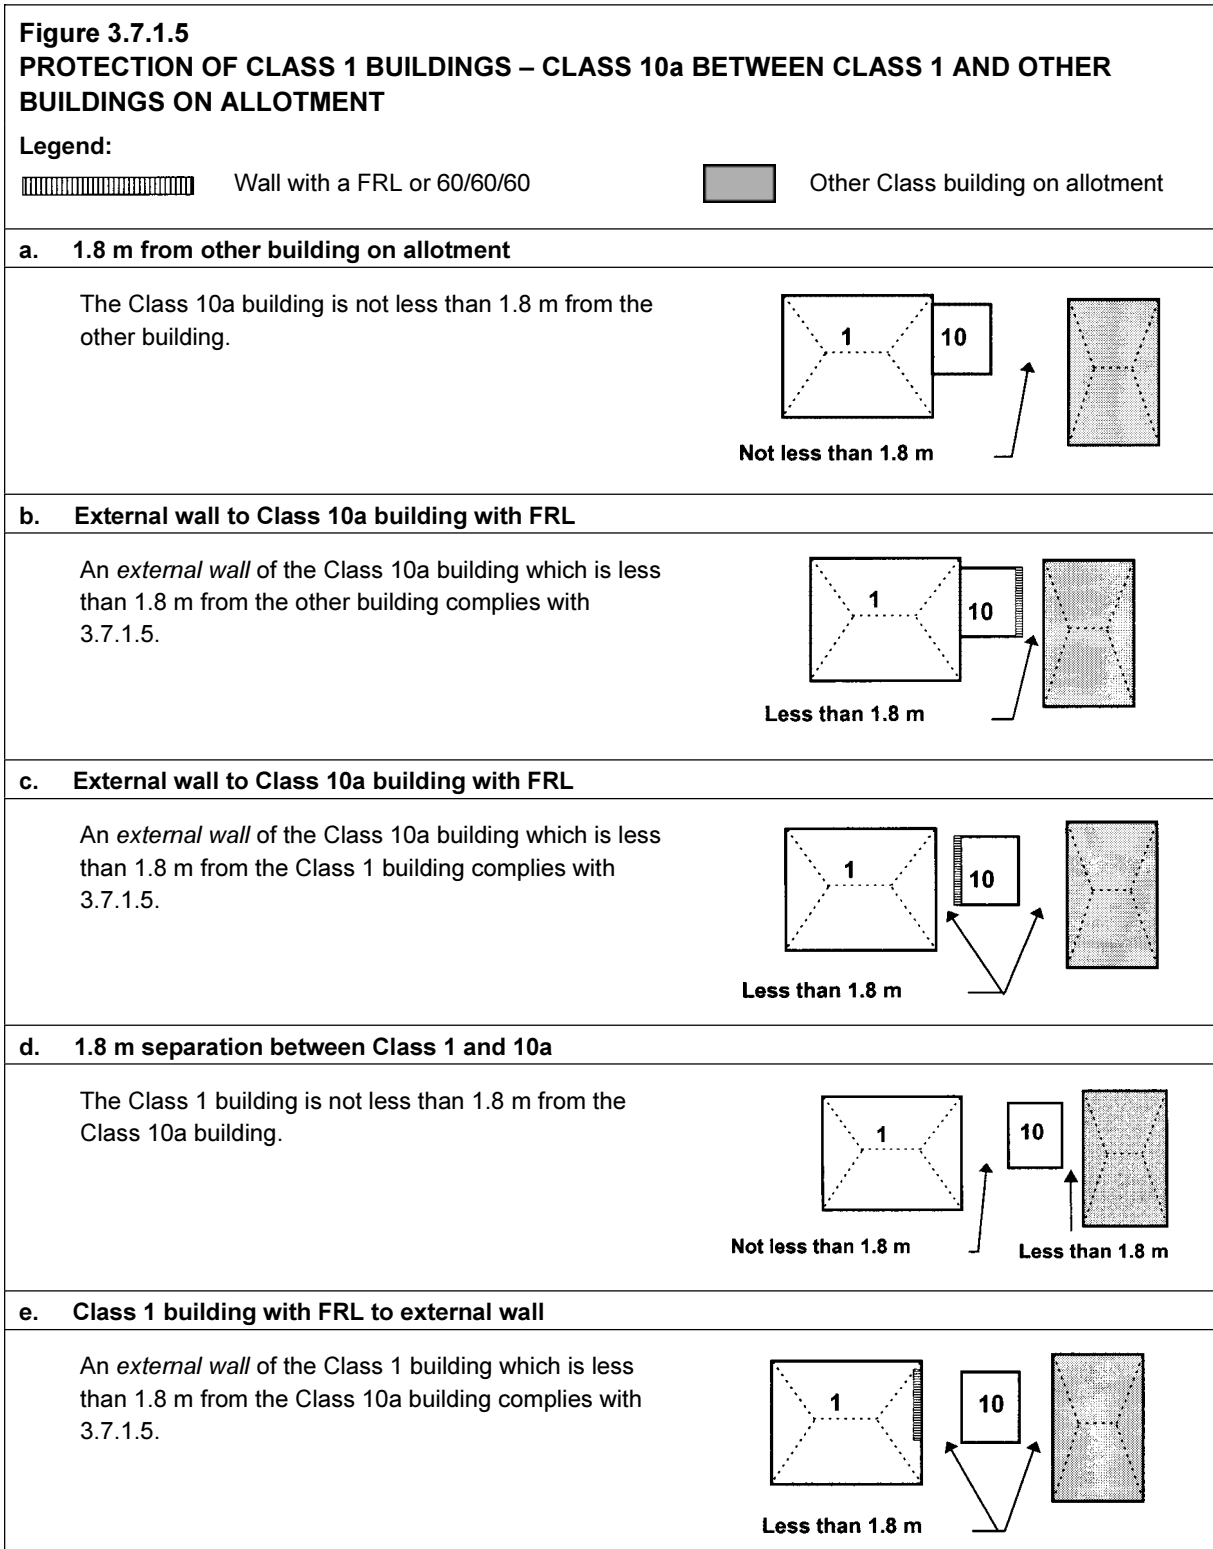 Figure 3.7.1.5
PROTECTION OF CLASS 1 BUILDINGS – CLASS 10a BETWEEN CLASS 1 AND OTHER
BUILDINGS ON ALLOTMENT
Legend:
Wall with a FRL or 60/60/60
Other Class building on allotment
a. 1.8 m from other building on allotment
The Class 10a building is not less than 1.8 m from the
other building.
1
10
Not less than 1.8 m
b. External wall to Class 10a building with FRL
An external wall of the Class 10a building which is less
than 1.8 m from the other building complies with
3.7.1.5.
1
10
Less than 1.8 m
c. External wall to Class 10a building with FRL
An external wall of the Class 10a building which is less
than 1.8 m from the Class 1 building complies with
3.7.1.5.
1
10
Less than 1.8 m
d. 1.8 m separation between Class 1 and 10a
The Class 1 building is not less than 1.8 m from the
Class 10a building.
1
10
Not less than 1.8 m
Less than 1.8 m
e. Class 1 building with FRL to external wall
An external wall of the Class 1 building which is less
than 1.8 m from the Class 10a building complies with
3.7.1.5.
1
10
Less than 1.8 m